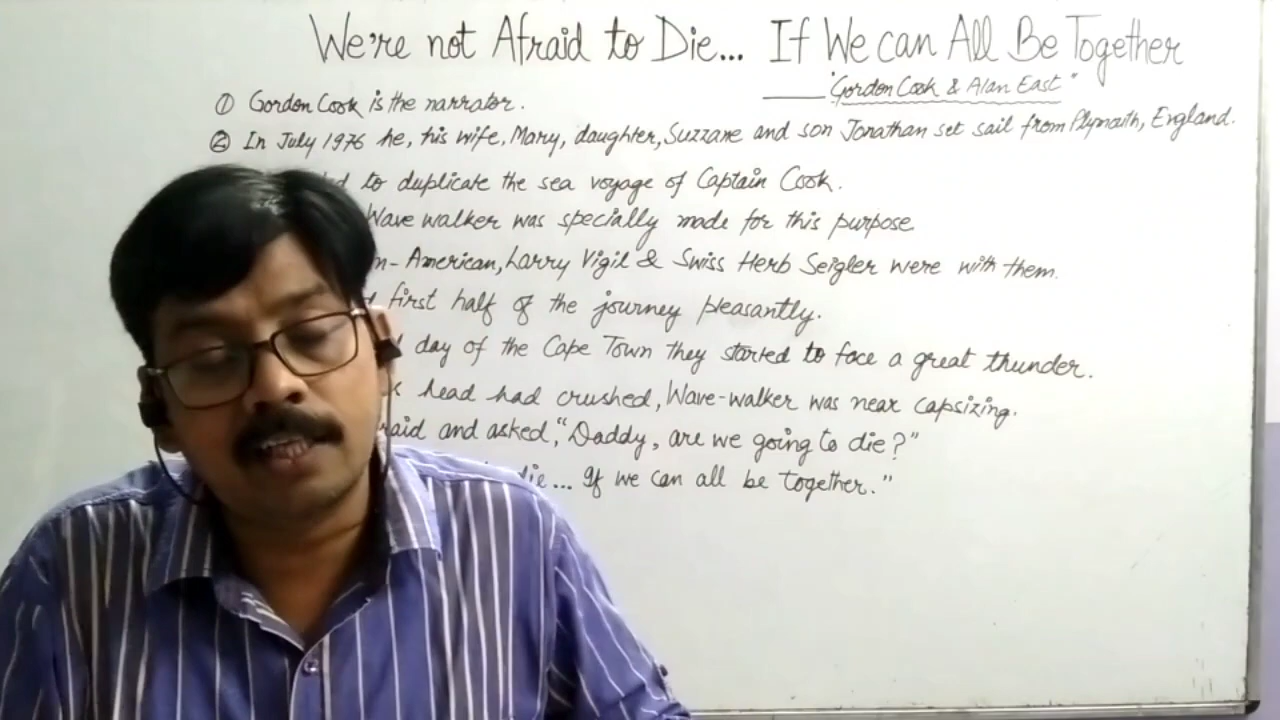 We're not Afraid to Die... If We can All Be Together
"Gordon Cook & Alan East"
① Gordon Cook is the narrator.
② In July 1976 he, his wife, Mary, daughter, Suzzane and son Jonathan set sail from Plymouth, England.
to duplicate the sea voyage of Captain Cook.
Wave walker was specially made for this purpose
American, Larry Vigil & Swiss Herb Seigler were with them.
first half of the journey pleasantly.
day of the Cape Town they started to face a great thunder.
head had crushed, Wave-walker was near capsizing.
and asked, "Daddy, are we going to die?"
die... If we can all be together."